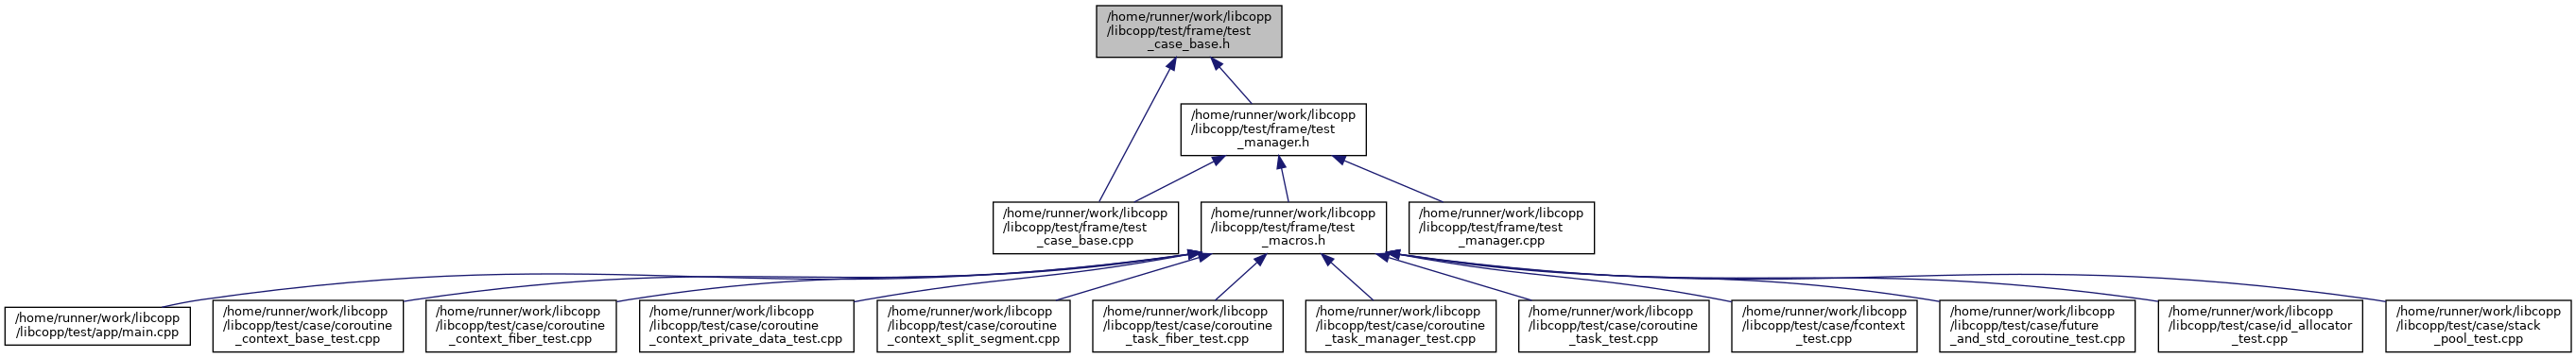 /home/runner/work/libcopp
/libcopp/test/frame/test
_case_base.h
/home/runner/work/libcopp
/libcopp/test/frame/test
_manager.h
/home/runner/work/libcopp
/libcopp/test/frame/test
_case_base.cpp
/home/runner/work/libcopp
/libcopp/test/frame/test
_macros.h
/home/runner/work/libcopp
/libcopp/test/frame/test
_manager.cpp
/home/runner/work/libcopp
/libcopp/test/app/main.cpp
/home/runner/work/libcopp
/libcopp/test/case/coroutine
_context_base_test.cpp
/home/runner/work/libcopp
/libcopp/test/case/coroutine
_context_fiber_test.cpp
/home/runner/work/libcopp
/libcopp/test/case/coroutine
_context_private_data_test.cpp
/home/runner/work/libcopp
/libcopp/test/case/coroutine
_context_split_segment.cpp
/home/runner/work/libcopp
/libcopp/test/case/coroutine
_task_fiber_test.cpp
/home/runner/work/libcopp
/libcopp/test/case/coroutine
_task_manager_test.cpp
/home/runner/work/libcopp
/libcopp/test/case/coroutine
_task_test.cpp
/home/runner/work/libcopp
/libcopp/test/case/fcontext
_test.cpp
/home/runner/work/libcopp
/libcopp/test/case/future
_and_std_coroutine_test.cpp
/home/runner/work/libcopp
/libcopp/test/case/id_allocator
_test.cpp
/home/runner/work/libcopp
/libcopp/test/case/stack
_pool_test.cpp